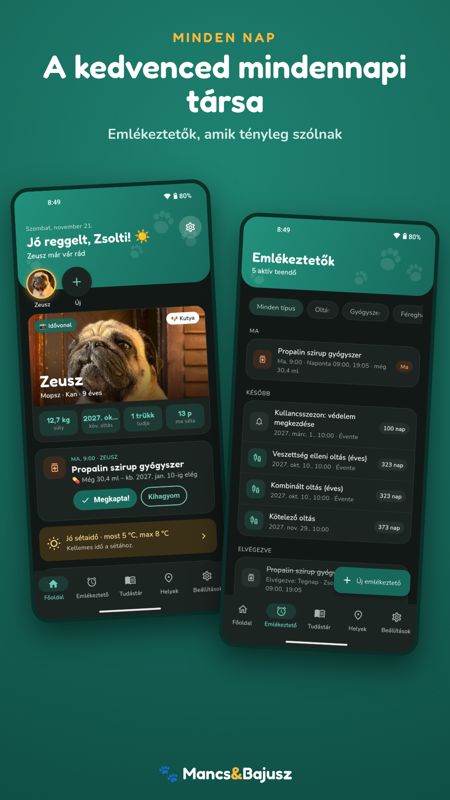 MINDEN NAP
A kedvenced mindennapi
társa
Emlékeztetők, amik tényleg szólnak
8:49
80%
Szombat, november 21.
Jó reggelt, Zsolti! ☀️
Zeusz már vár rád
Zeusz
Új
Idővonal
Kutya
Zeusz
Mopsz · Kan · 9 éves
12,7 kg
súly
2027. ok…
köv. oltás
1 trükk
tudja
13 p
ma séta
MA, 9:00 · ZEUSZ
Propalin szirup gyógyszer
Még 30,4 ml – kb. 2027. jan. 10-ig elég
Megkapta!
Kihagyom
Jó sétaidő · most 5 °C, max 8 °C
Kellemes idő a sétához.
Főoldal
Emlékeztető
Tudástár
Helyek
Beállítások
8:49
80%
Emlékeztetők
5 aktív teendő
Minden típus
Oltás
Gyógyszer
Féregh
MA
Propalin szirup gyógyszer
Ma, 9:00 · Naponta 09:00, 19:05 · még
30,4 ml
Ma
KÉSŐBB
Kullancsszezon: védelem
megkezdése
2027. márc. 1., 10:00 · Évente
100 nap
Veszettség elleni oltás (éves)
2027. okt. 10., 10:00 · Évente
323 nap
Kombinált oltás (éves)
2027. okt. 10., 10:00 · Évente
323 nap
Kötelező oltás
2027. nov. 29., 10:00
373 nap
ELVÉGEZVE
Propalin szirup gyógy
Elvégezve: Tegnap · Zso
09:00, 19:05
+ Új emlékeztető
Főoldal
Emlékeztető
Tudástár
Helyek
Beállítások
Mancs&Bajusz